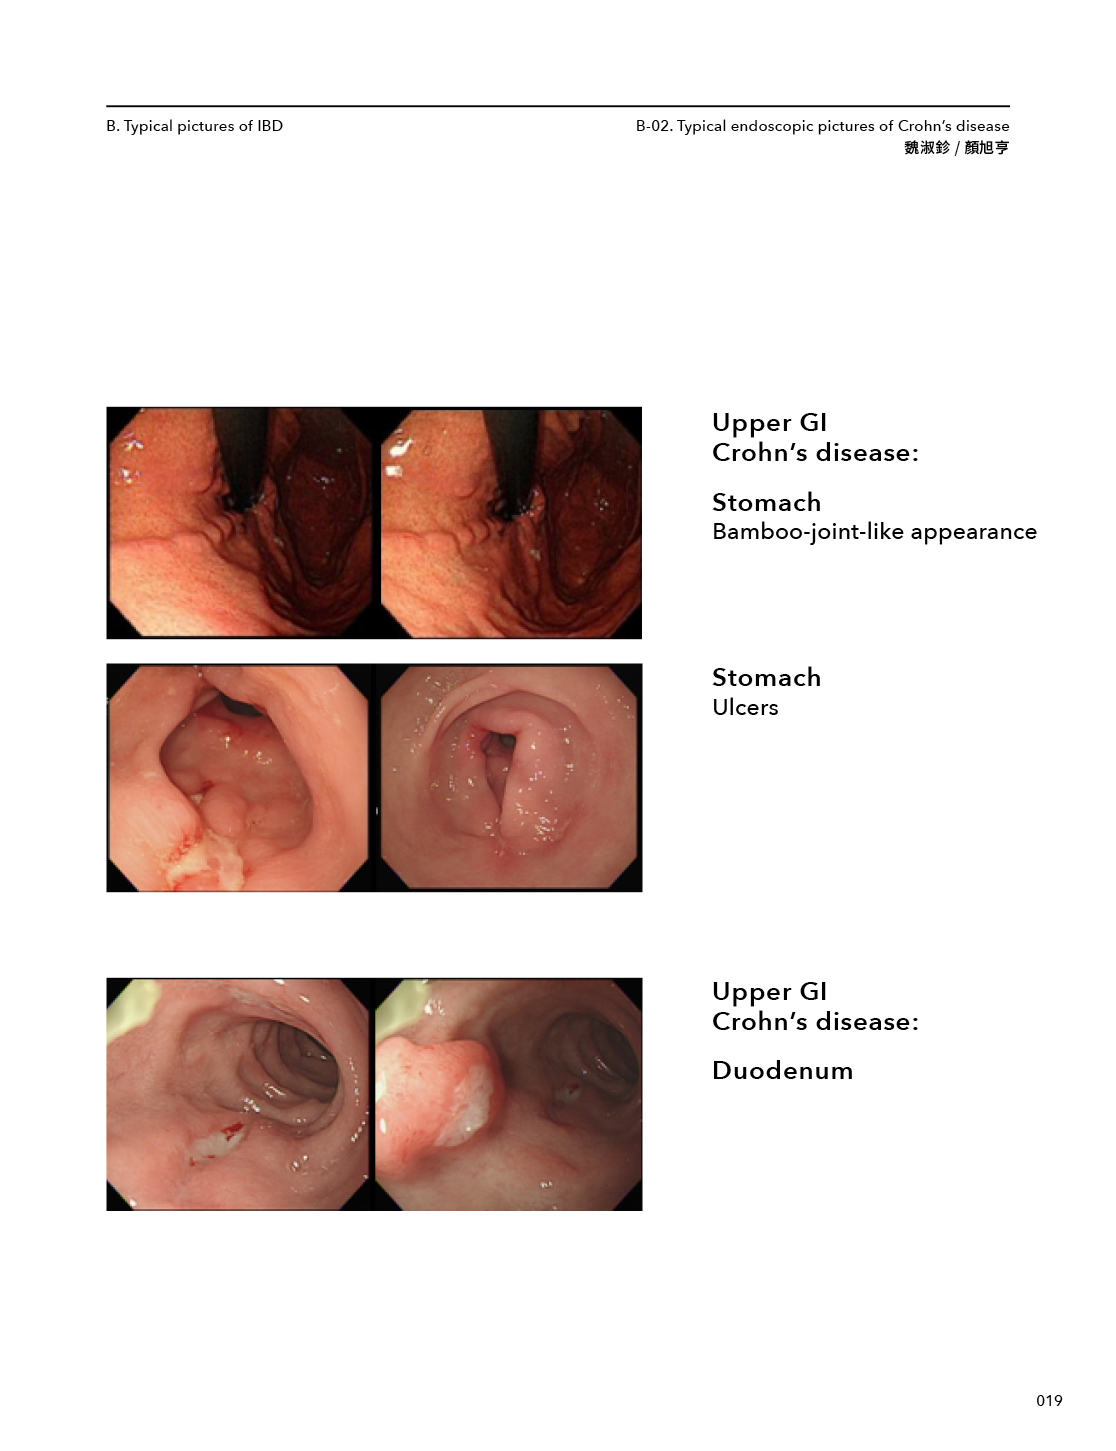 B. Typical pictures of IBD
B-02. Typical endoscopic pictures of Crohn’s disease
魏淑鉁 / 顏旭亨
Upper GI
Crohn’s disease:
Stomach
Bamboo-joint-like appearance
Stomach
Ulcers
Upper GI
Crohn’s disease:
Duodenum
019